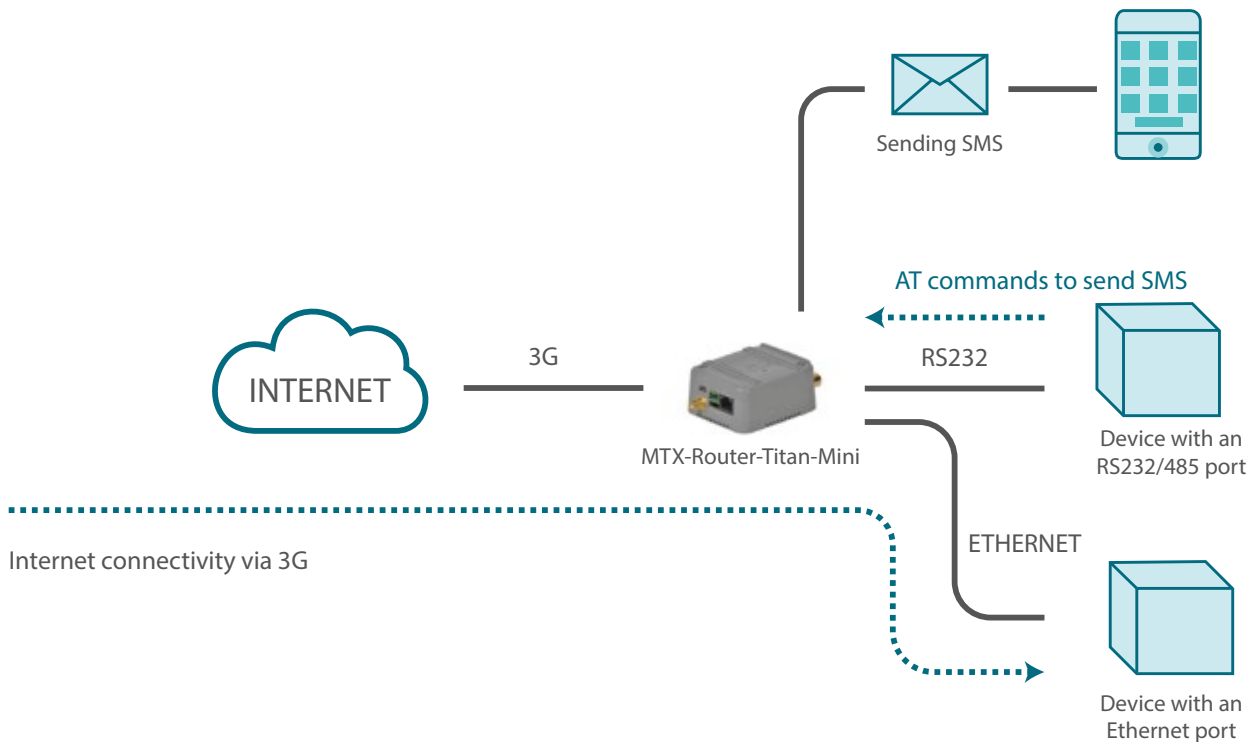 Sending SMS
AT commands to send SMS
INTERNET
3G
RS232
MTX-Router-Titan-Mini
Device with an
RS232/485 port
Internet connectivity via 3G
ETHERNET
Device with an
Ethernet port